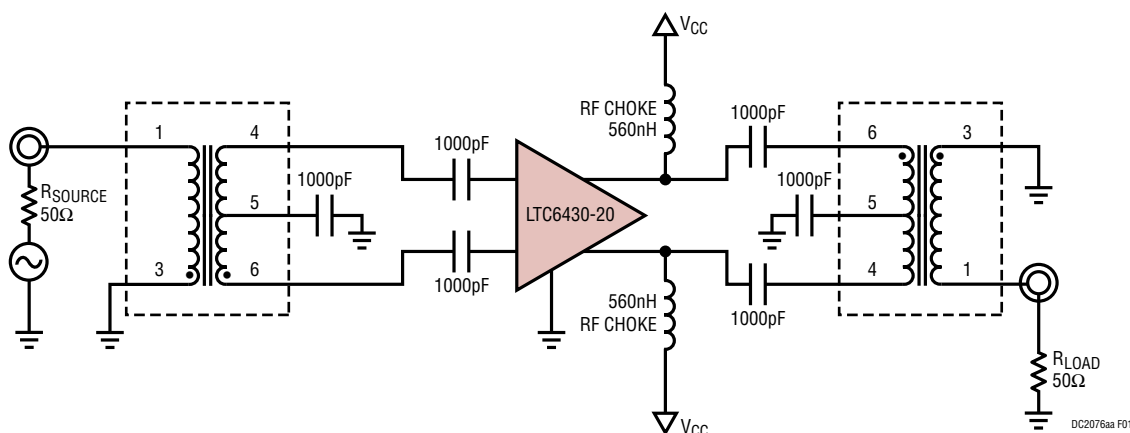 VCC
RF CHOKE
560nH
1000pF
1
4
1000pF
6
3
RSOURCE
50Ω
1000pF
5
LTC6430-20
1000pF
5
3
6
1000pF
4
1
560nH
RF CHOKE
1000pF
RLOAD
50Ω
VCC
DC2076aa F01